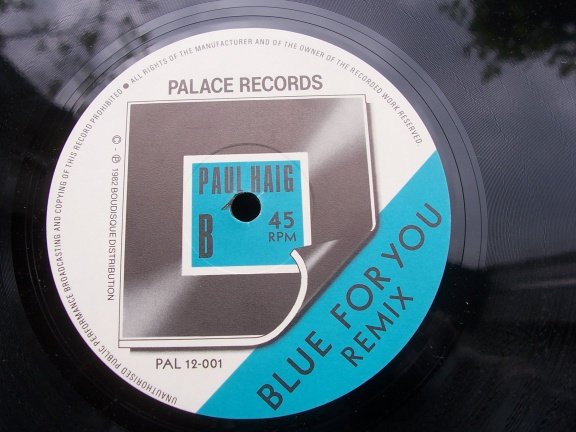 UNAUTHORISED PUBLIC PERFORMANCE BROADCASTING AND COPYING OF THIS RECORD PROHIBITED ● ALL RIGHTS OF THE MANUFACTURER AND OF THE OWNER OF THE RECORDED WORK RESERVED.
PALACE RECORDS
© - ℗ 1982 BOUDISQUE DISTRIBUTION
PAUL HAIG
B
45
RPM
BLUE FOR YOU
REMIX
PAL 12-001